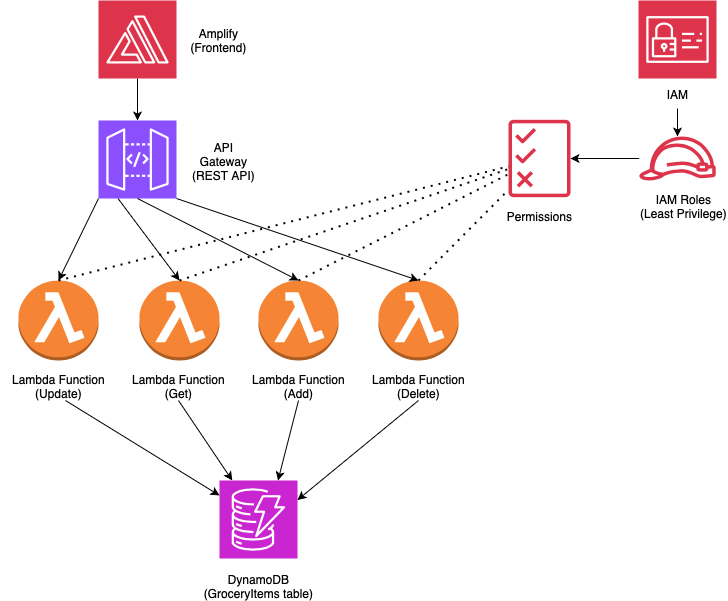 Amplify
(Frontend)
IAM
API
Gateway
(REST API)
</>
Permissions
IAM Roles
(Least Privilege)
Lambda Function
(Update)
Lambda Function
(Get)
Lambda Function
(Add)
Lambda Function
(Delete)
DynamoDB
(GroceryItems table)